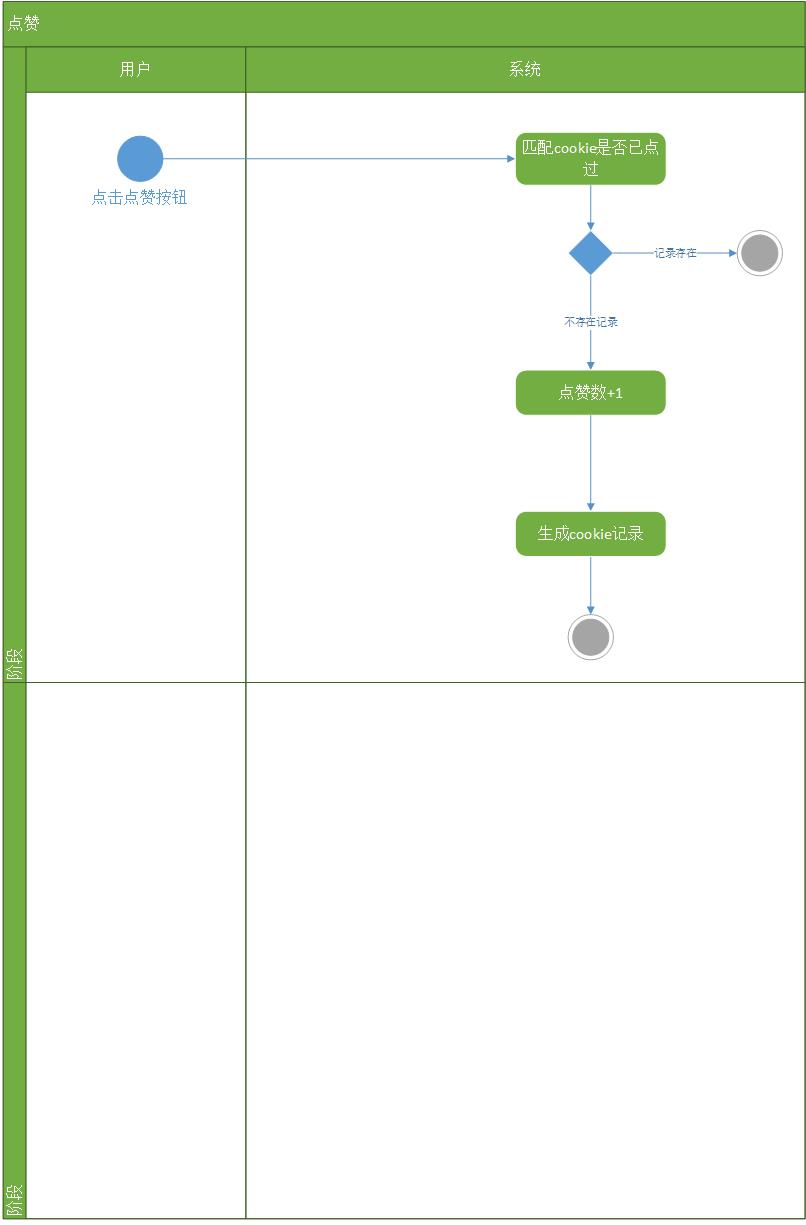 点赞
用户
系统
匹配cookie是否已点
过
点击点赞按钮
记录存在
不存在记录
点赞数+1
生成cookie记录
阶段
阶段